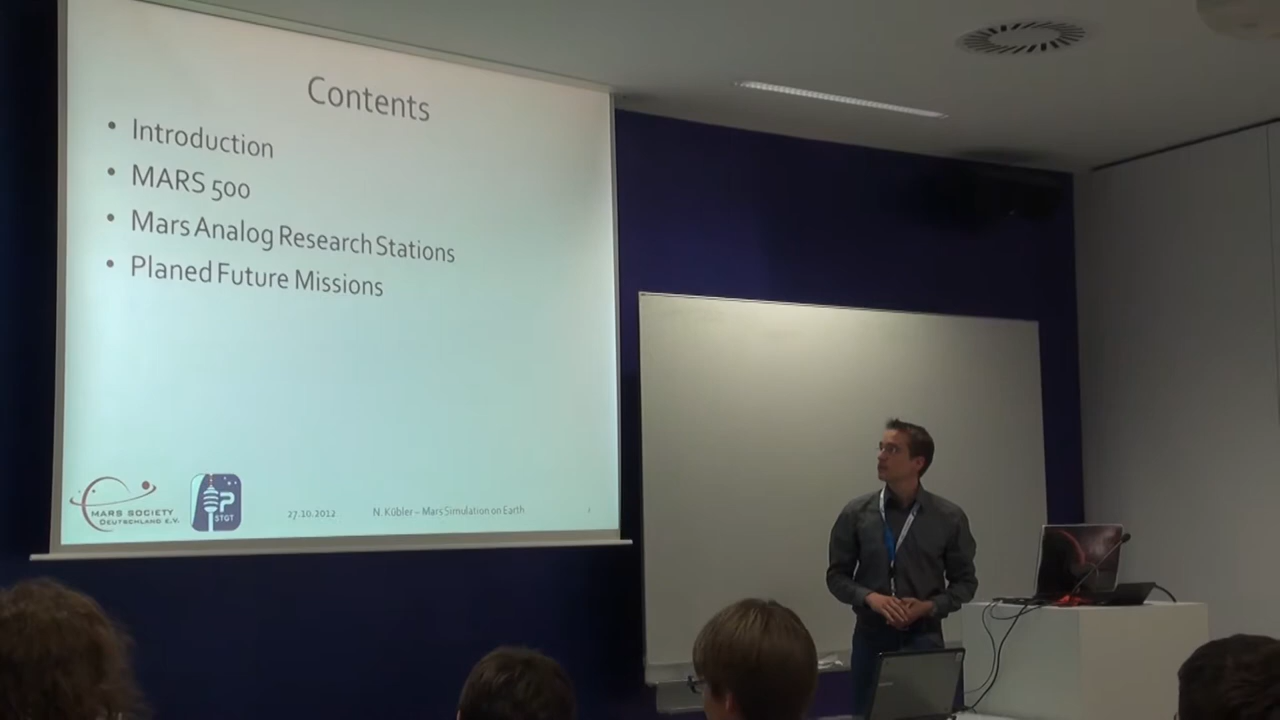 Contents
• Introduction
• MARS 500
• Mars Analog Research Stations
• Planed Future Missions
MARS SOCIETY
DEUTSCHLAND E.V.
P
STGT
27.10.2012
N. Kübler – Mars Simulation on Earth